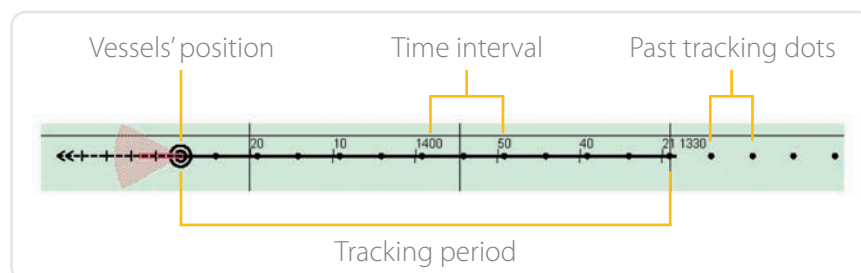 Vessels' position Time interval Past tracking dots
20 10 1400 50 40 21 1330
Tracking period